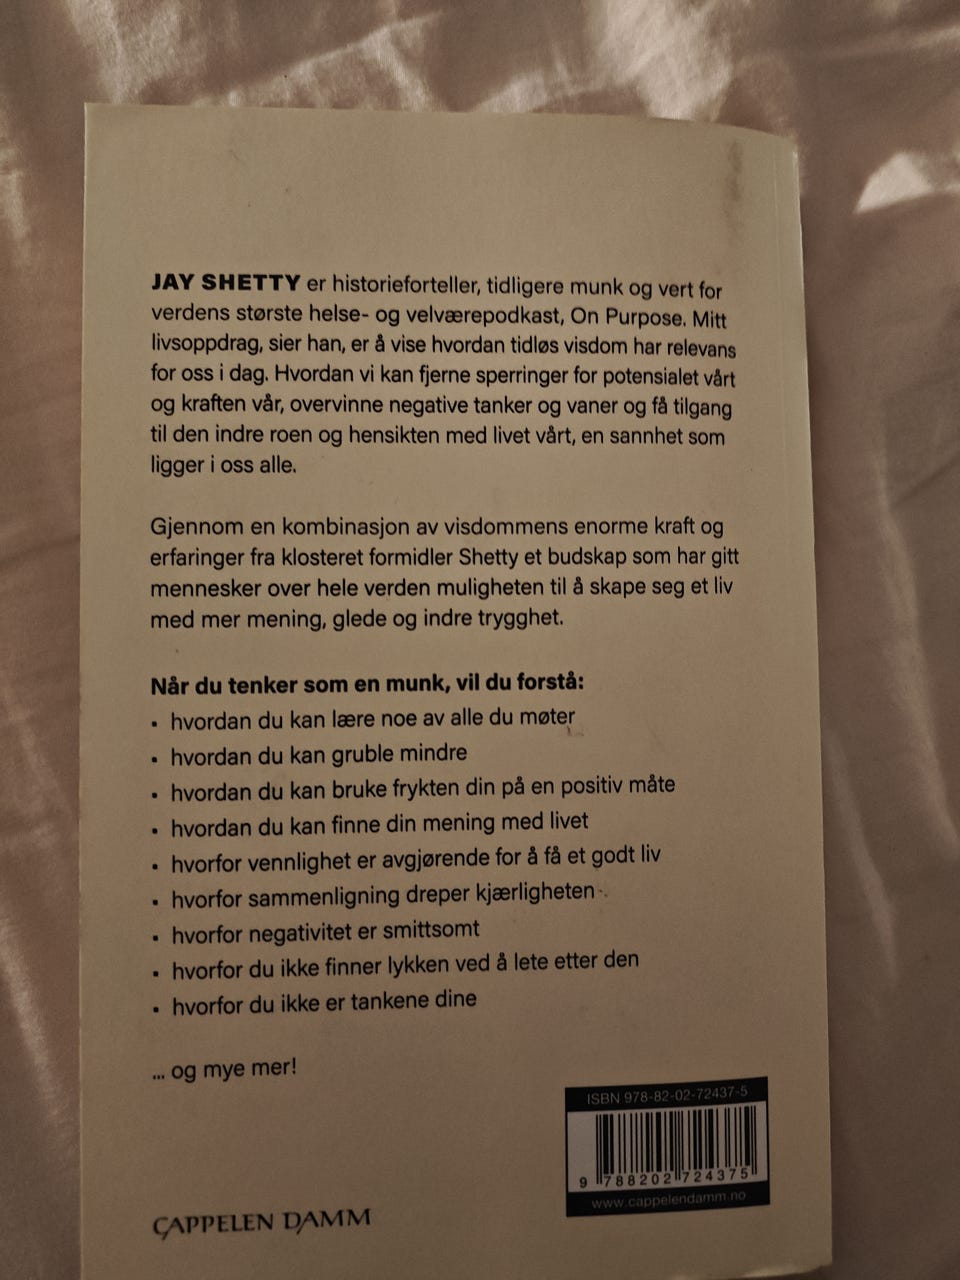 JAY SHETTY er historieforteller, tidligere munk og vert for
verdens største helse- og velværepodkast, On Purpose. Mitt
livsoppdrag, sier han, er å vise hvordan tidløs visdom har relevans
for oss i dag. Hvordan vi kan fjerne sperringer for potensialet vårt
og kraften vår, overvinne negative tanker og vaner og få tilgang
til den indre roen og hensikten med livet vårt, en sannhet som
ligger i oss alle.
Gjennom en kombinasjon av visdommens enorme kraft og
erfaringer fra klosteret formidler Shetty et budskap som har gitt
mennesker over hele verden muligheten til å skape seg et liv
med mer mening, glede og indre trygghet.
Når du tenker som en munk, vil du forstå:
• hvordan du kan lære noe av alle du møter
• hvordan du kan gruble mindre
• hvordan du kan bruke frykten din på en positiv måte
• hvordan du kan finne din mening med livet
• hvorfor vennlighet er avgjørende for å få et godt liv
• hvorfor sammenligning dreper kjærligheten
• hvorfor negativitet er smittsomt
• hvorfor du ikke finner lykken ved å lete etter den
• hvorfor du ikke er tankene dine
... og mye mer!
ISBN 978-82-02-72437-5
9 788202 724375
www.cappelendamm.no
CAPPELEN DAMM